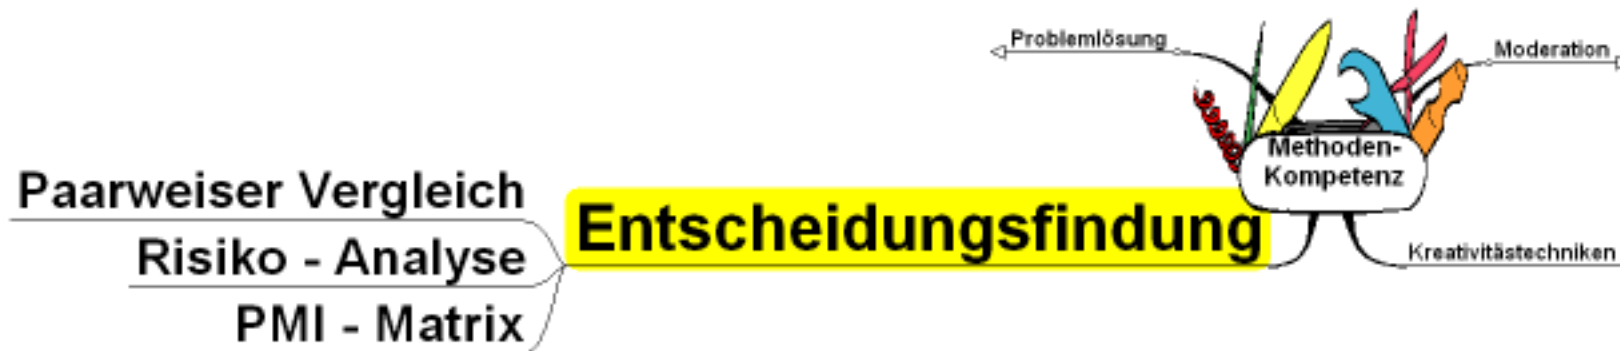 Problemlösung
Moderation
Methoden-
Kompetenz
Paarweiser Vergleich
Entscheidungsfindung
Risiko - Analyse
Kreativitästechniken
PMI - Matrix